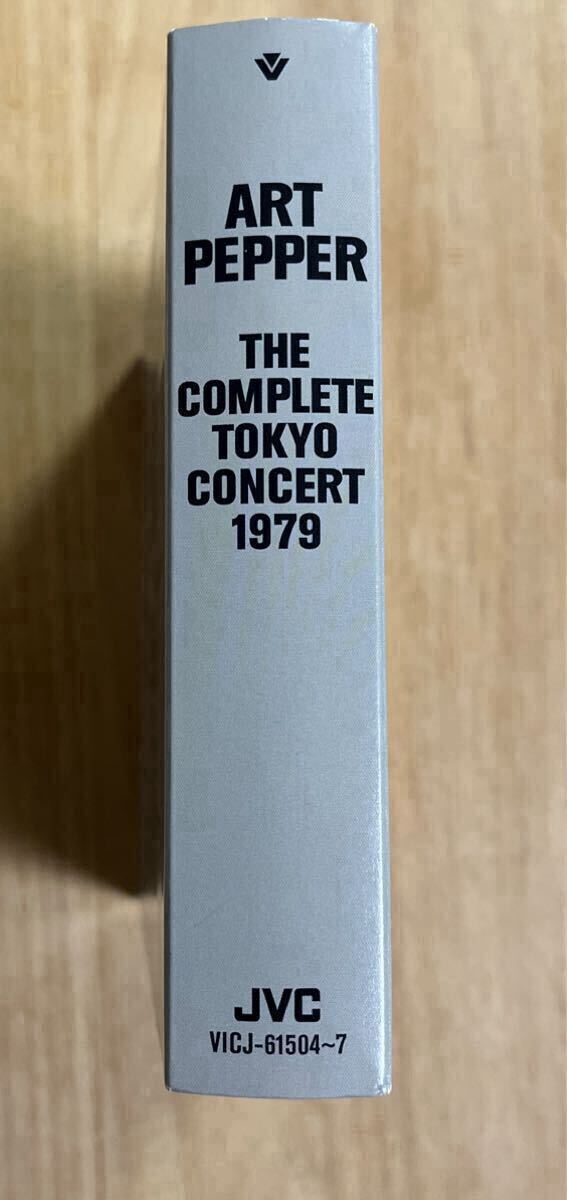 ART
PEPPER
THE
COMPLETE
TOKYO
CONCERT
1979
JVC
VICJ-61504~7